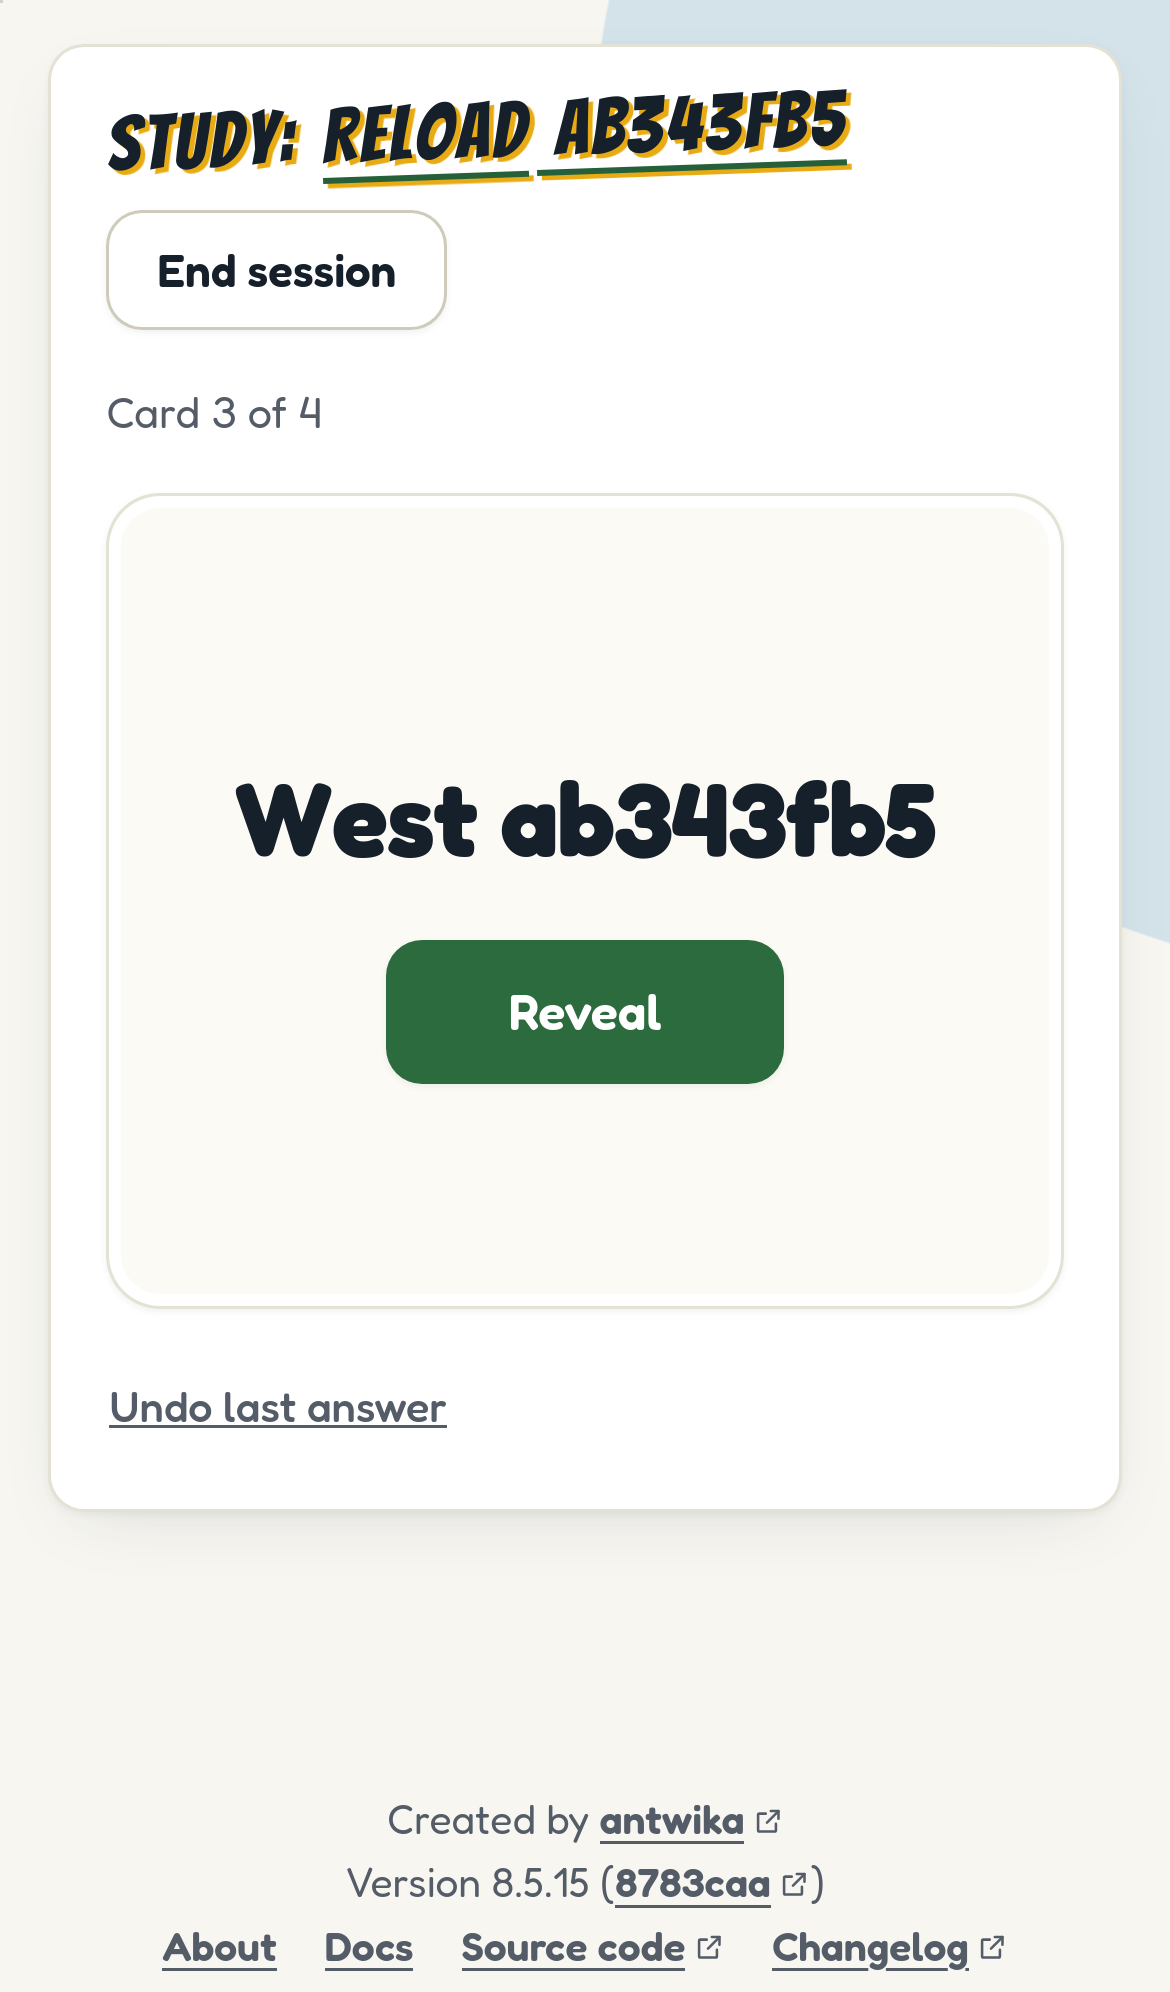 STUDY: RELOAD AB343FB5
End session
Card 3 of 4
West ab343fb5
Reveal
Undo last answer
Created by antwika
Version 8.5.15 (8783caa)
About Docs Source code Changelog